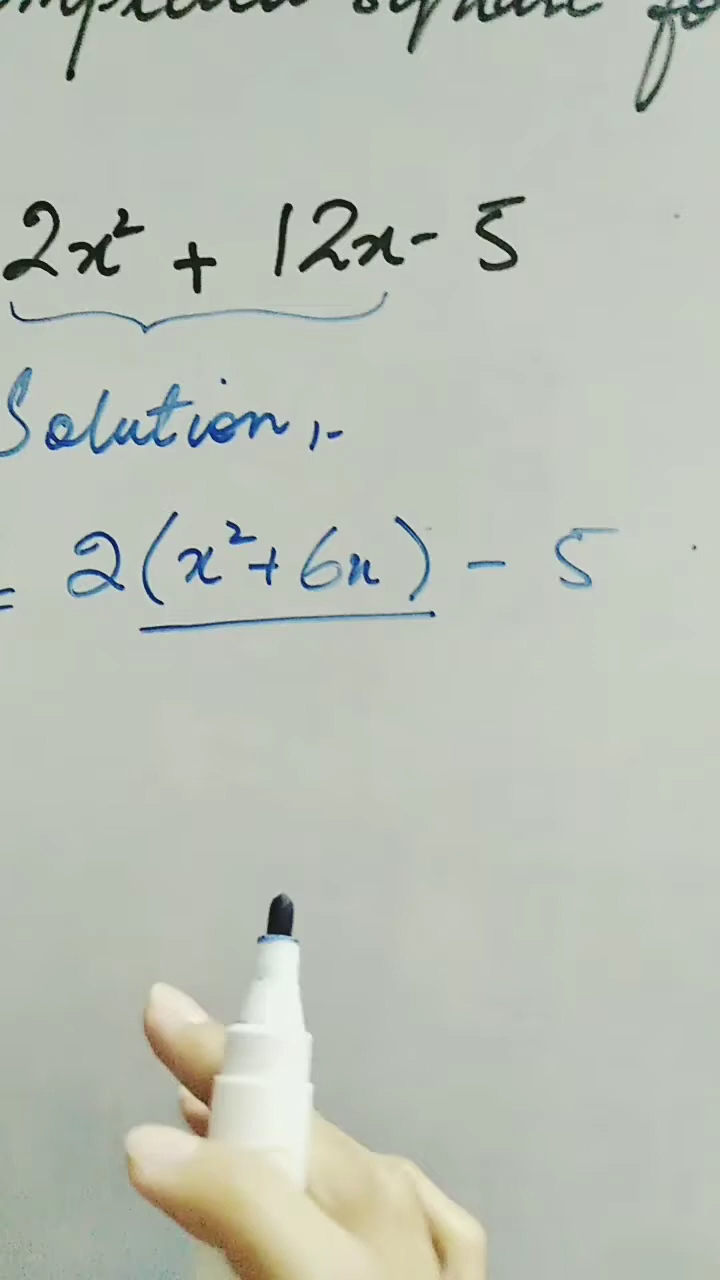 2x² + 12x - 5
Solution :-
= 2(x² + 6x) - 5